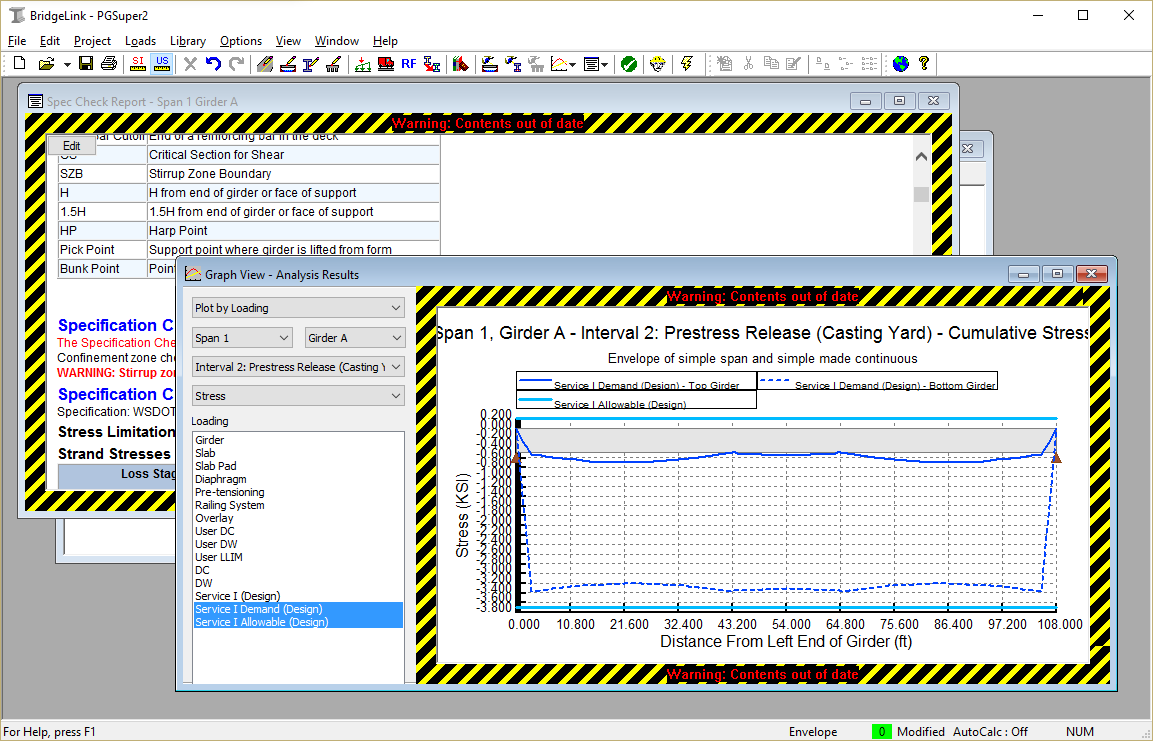 BridgeLink - PGSuper2
File Edit Project Loads Library Options View Window Help
SI US RF
Spec Check Report - Span 1 Girder A
Warning: Contents out of date
Edit
End of a reinforcing bar in the deck
Critical Section for Shear
SZB Stirrup Zone Boundary
H H from end of girder or face of support
1.5H 1.5H from end of girder or face of support
HP Harp Point
Pick Point Support point where girder is lifted from form
Bunk Point Poin
Specification C
The Specification Che
Confinement zone che
WARNING: Stirrup zon
Specification C
Specification: WSDOT
Stress Limitation
Strand Stresses
Loss Stag
Graph View - Analysis Results
Plot by Loading
Span 1 Girder A
Interval 2: Prestress Release (Casting Y
Stress
Loading
Girder
Slab
Slab Pad
Diaphragm
Pre-tensioning
Railing System
Overlay
User DC
User DW
User LLIM
DC
DW
Service I (Design)
Service I Demand (Design)
Service I Allowable (Design)
Warning: Contents out of date
Span 1, Girder A - Interval 2: Prestress Release (Casting Yard) - Cumulative Stress
Envelope of simple span and simple made continuous
Service I Demand (Design) - Top Girder Service I Demand (Design) - Bottom Girder
Service I Allowable (Design)
0.200
0.000
-0.200
-0.400
-0.600
-0.800
-1.000
-1.200
-1.400
-1.600
-1.800
-2.000
-2.200
-2.400
-2.600
-2.800
-3.000
-3.200
-3.400
-3.600
-3.800
Stress (KSI)
0.000 10.800 21.600 32.400 43.200 54.000 64.800 75.600 86.400 97.200 108.000
Distance From Left End of Girder (ft)
Warning: Contents out of date
For Help, press F1 Envelope 0 Modified AutoCalc : Off NUM